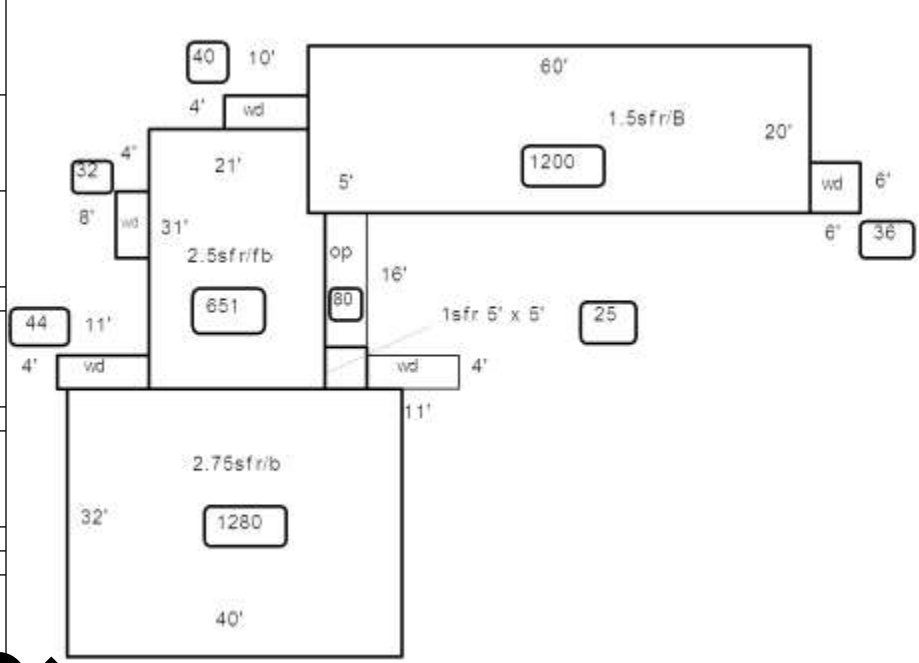 40 10'
60'
4' wd
1.5sfr/B
20'
4'
32
21'
1200
5'
wd 6'
8' wd 31'
2.5sfr/fb
op
6' 36
16'
651
80
1sfr 5' x 5' 25
44 11'
4' wd
wd 4'
11'
2.75sfr/b
32'
1280
40'